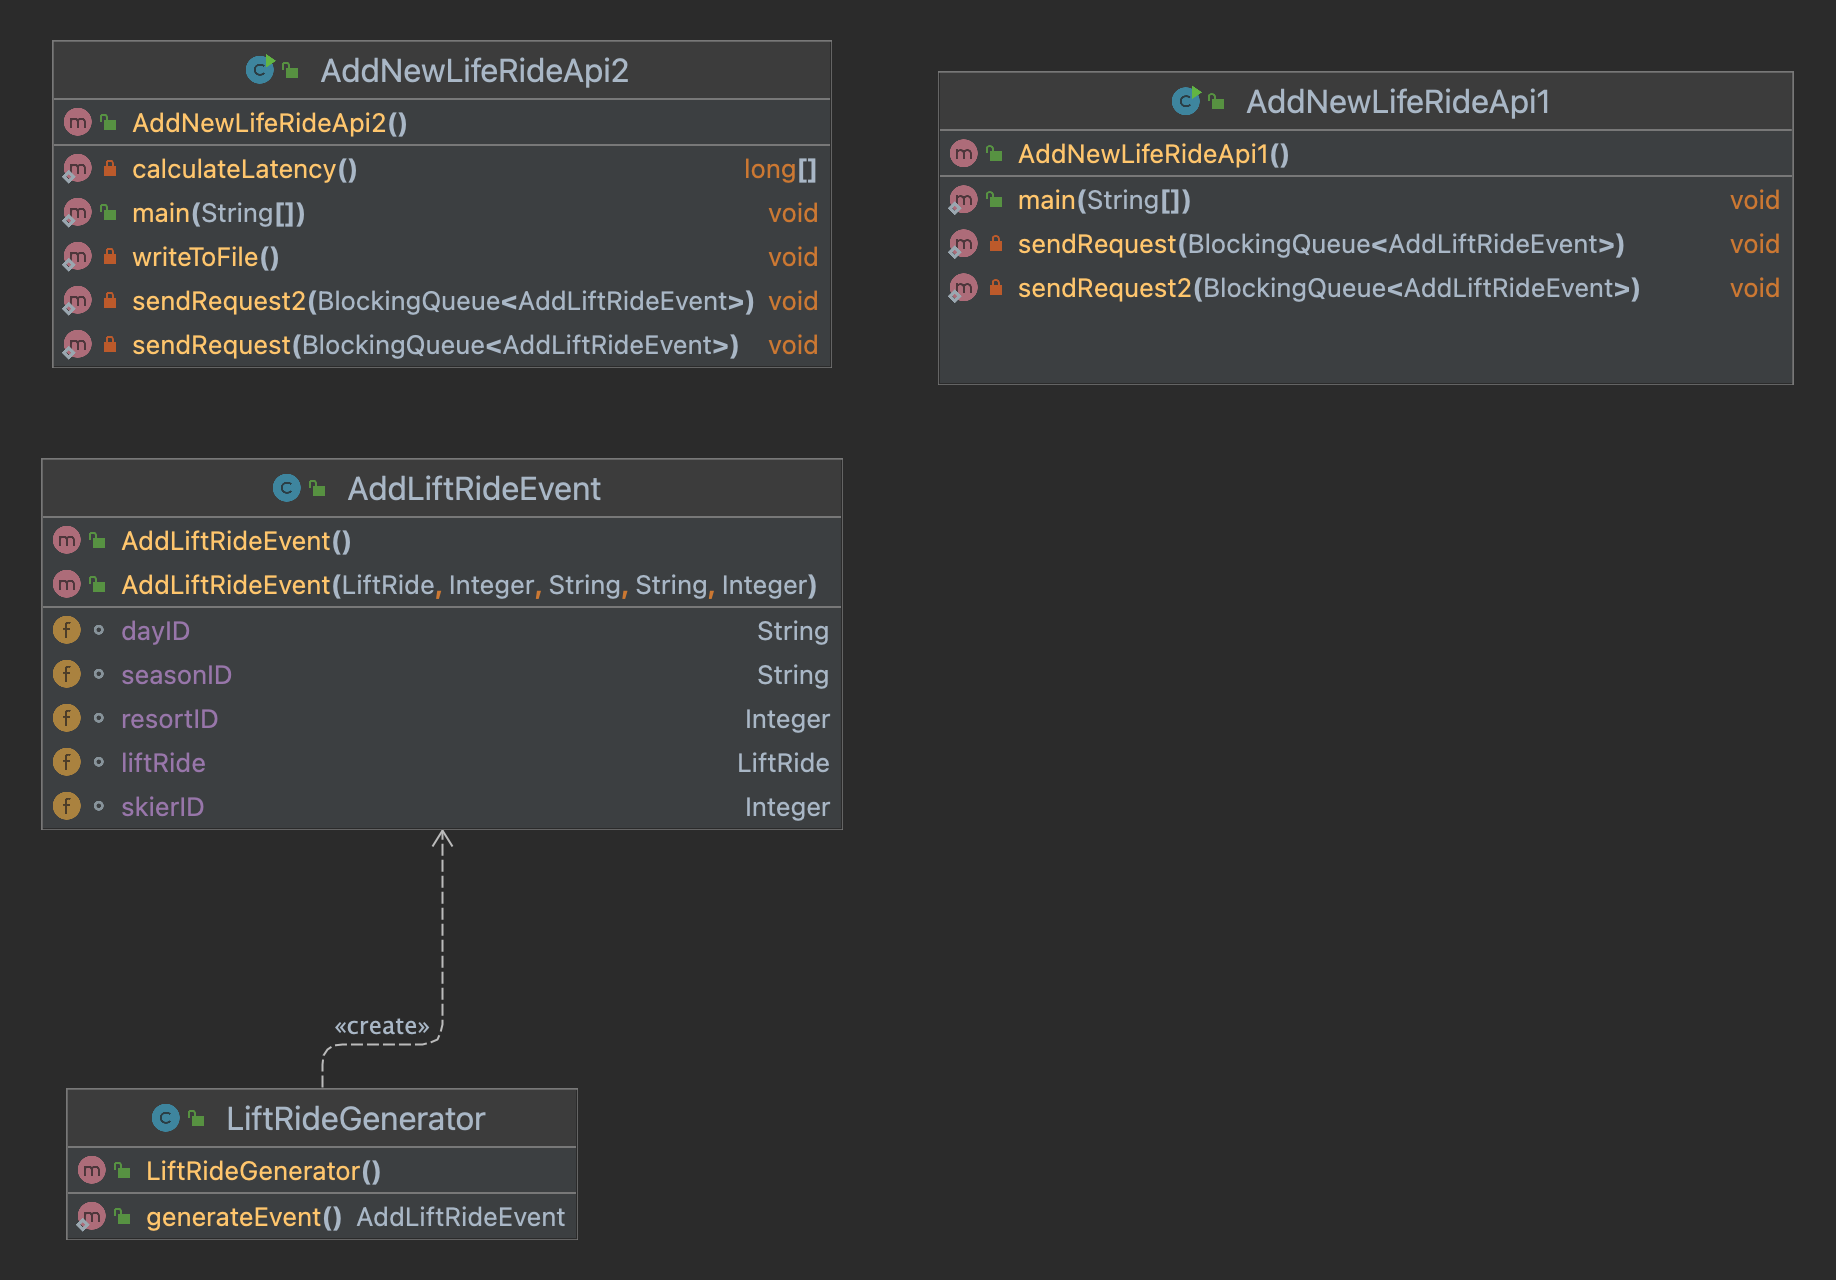 AddNewLifeRideApi2
AddNewLifeRideApi2()
calculateLatency() long[]
main(String[]) void
writeToFile() void
sendRequest2(BlockingQueue<AddLiftRideEvent>) void
sendRequest(BlockingQueue<AddLiftRideEvent>) void
AddNewLifeRideApi1
AddNewLifeRideApi1()
main(String[]) void
sendRequest(BlockingQueue<AddLiftRideEvent>) void
sendRequest2(BlockingQueue<AddLiftRideEvent>) void
AddLiftRideEvent
AddLiftRideEvent()
AddLiftRideEvent(LiftRide, Integer, String, String, Integer)
dayID String
seasonID String
resortID Integer
liftRide LiftRide
skierID Integer
«create»
LiftRideGenerator
LiftRideGenerator()
generateEvent() AddLiftRideEvent